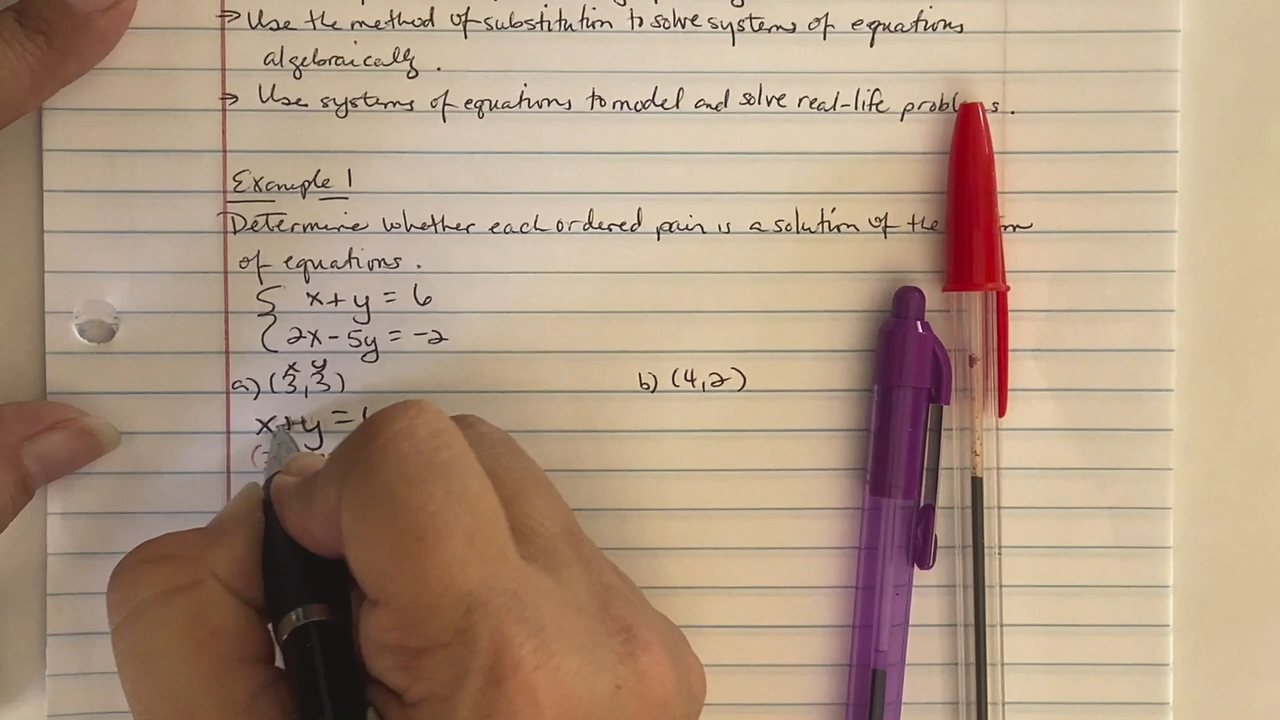 → Use the method of substitution to solve systems of equations
algebraically.
→ Use systems of equations to model and solve real-life problems.
Example 1
Determine whether each ordered pair is a solution of the
of equations.
{ x + y = 6
2x - 5y = -2
x y
a) (3,3) b) (4,2)
x + y =